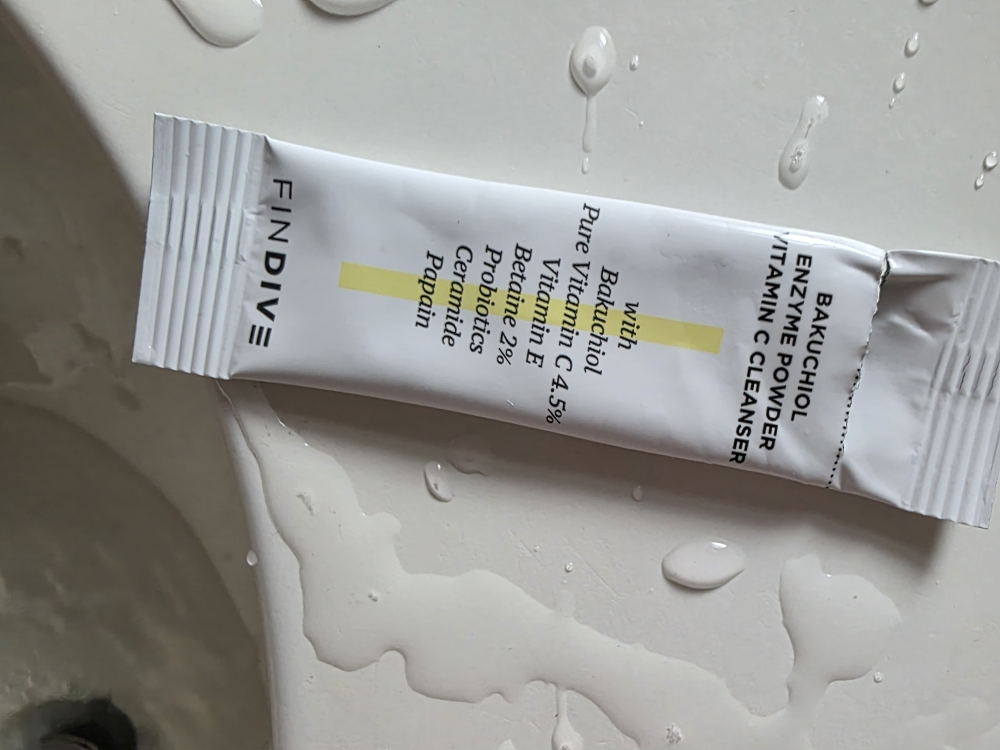 BAKUCHIOL
ENZYME POWDER
VITAMIN C CLEANSER
with
Bakuchiol
Pure Vitamin C 4.5%
Vitamin E
Betaine 2%
Probiotics
Ceramide
Papain
FINDIVE